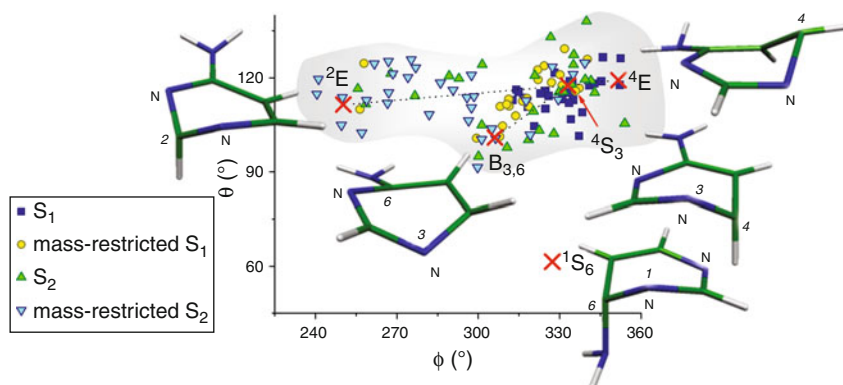 4
N
N
²E
⁴E
120
N
N
2
⁴S₃
N
3
N
4
90
B₃,₆
θ (°)
N
6
3
N
S₁
mass-restricted S₁
S₂
mass-restricted S₂
60
¹S₆
1
N
N
6
240 270 300 330 360
ϕ (°)